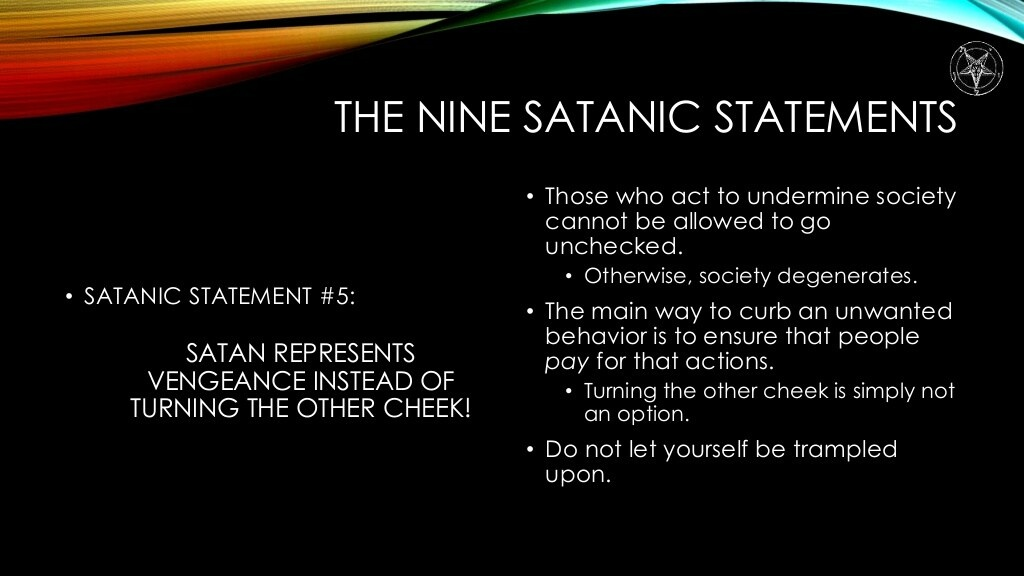 THE NINE SATANIC STATEMENTS
• SATANIC STATEMENT #5:
SATAN REPRESENTS
VENGEANCE INSTEAD OF
TURNING THE OTHER CHEEK!
• Those who act to undermine society
cannot be allowed to go
unchecked.
• Otherwise, society degenerates.
• The main way to curb an unwanted
behavior is to ensure that people
pay for that actions.
• Turning the other cheek is simply not
an option.
• Do not let yourself be trampled
upon.